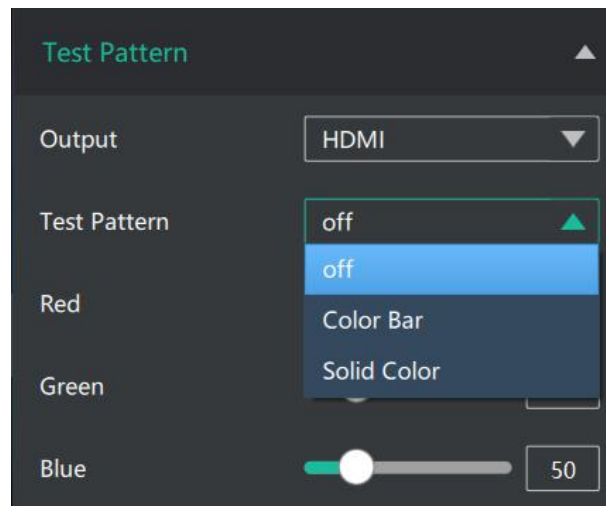 Test Pattern
Output HDMI
Test Pattern off
off
Red
Color Bar
Solid Color
Green
Blue 50